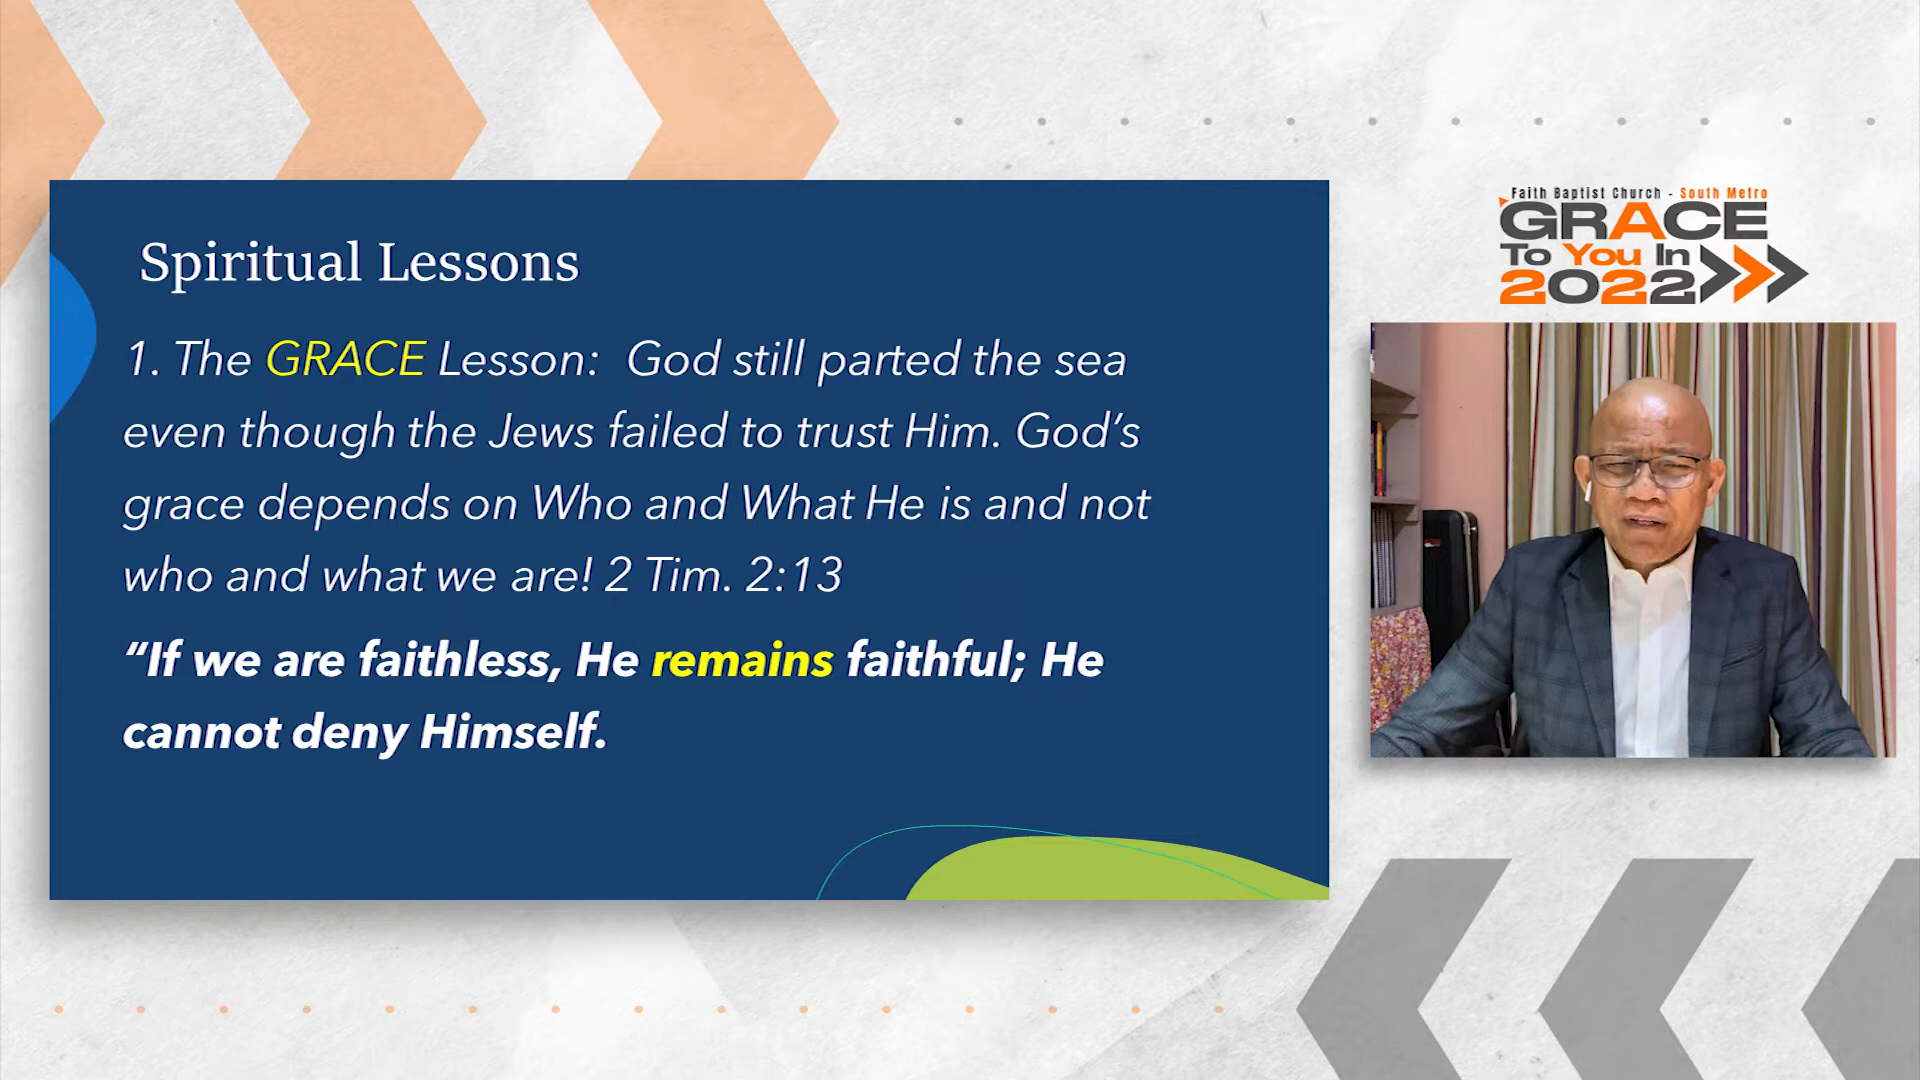 Spiritual Lessons
1. The GRACE Lesson: God still parted the sea
even though the Jews failed to trust Him. God's
grace depends on Who and What He is and not
who and what we are! 2 Tim. 2:13
“If we are faithless, He remains faithful; He
cannot deny Himself.
Faith Baptist Church - South Metro
GRACE
To You In
2022